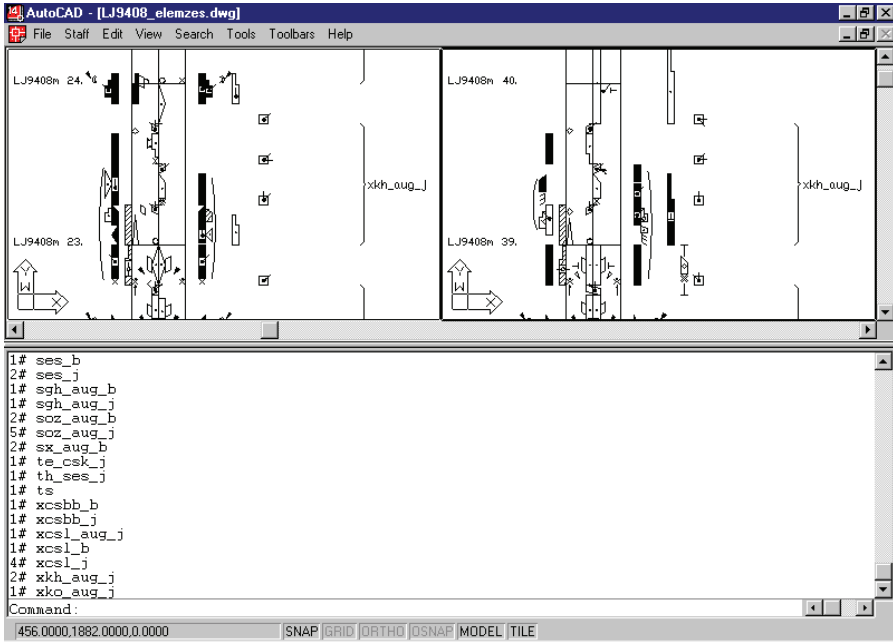 AutoCAD - [LJ9408_elemzes.dwg]
File Staff Edit View Search Tools Toolbars Help
LJ9408m 24.
LJ9408m 40.
xkh_aug_j
xkh_aug_j
LJ9408m 23.
LJ9408m 39.
Y
W
X
Y
W
X
1# ses_b
2# ses_j
1# sgh_aug_b
1# sgh_aug_j
2# soz_aug_b
5# soz_aug_j
2# sx_aug_b
1# te_csk_j
1# th_ses_j
1# ts
1# xcsbb_b
1# xcsbb_j
1# xcsl_aug_j
1# xcsl_b
4# xcsl_j
2# xkh_aug_j
1# xko_aug_j
Command:
456.0000,1882.0000,0.0000 SNAP GRID ORTHO OSNAP MODEL TILE